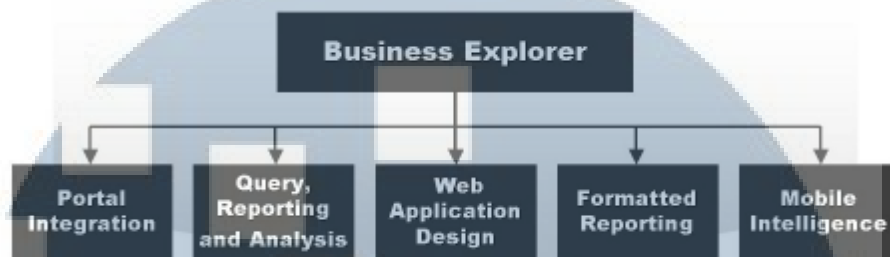 Business Explorer
Portal
Integration
Query,
Reporting
and Analysis
Web
Application
Design
Formatted
Reporting
Mobile
Intelligence